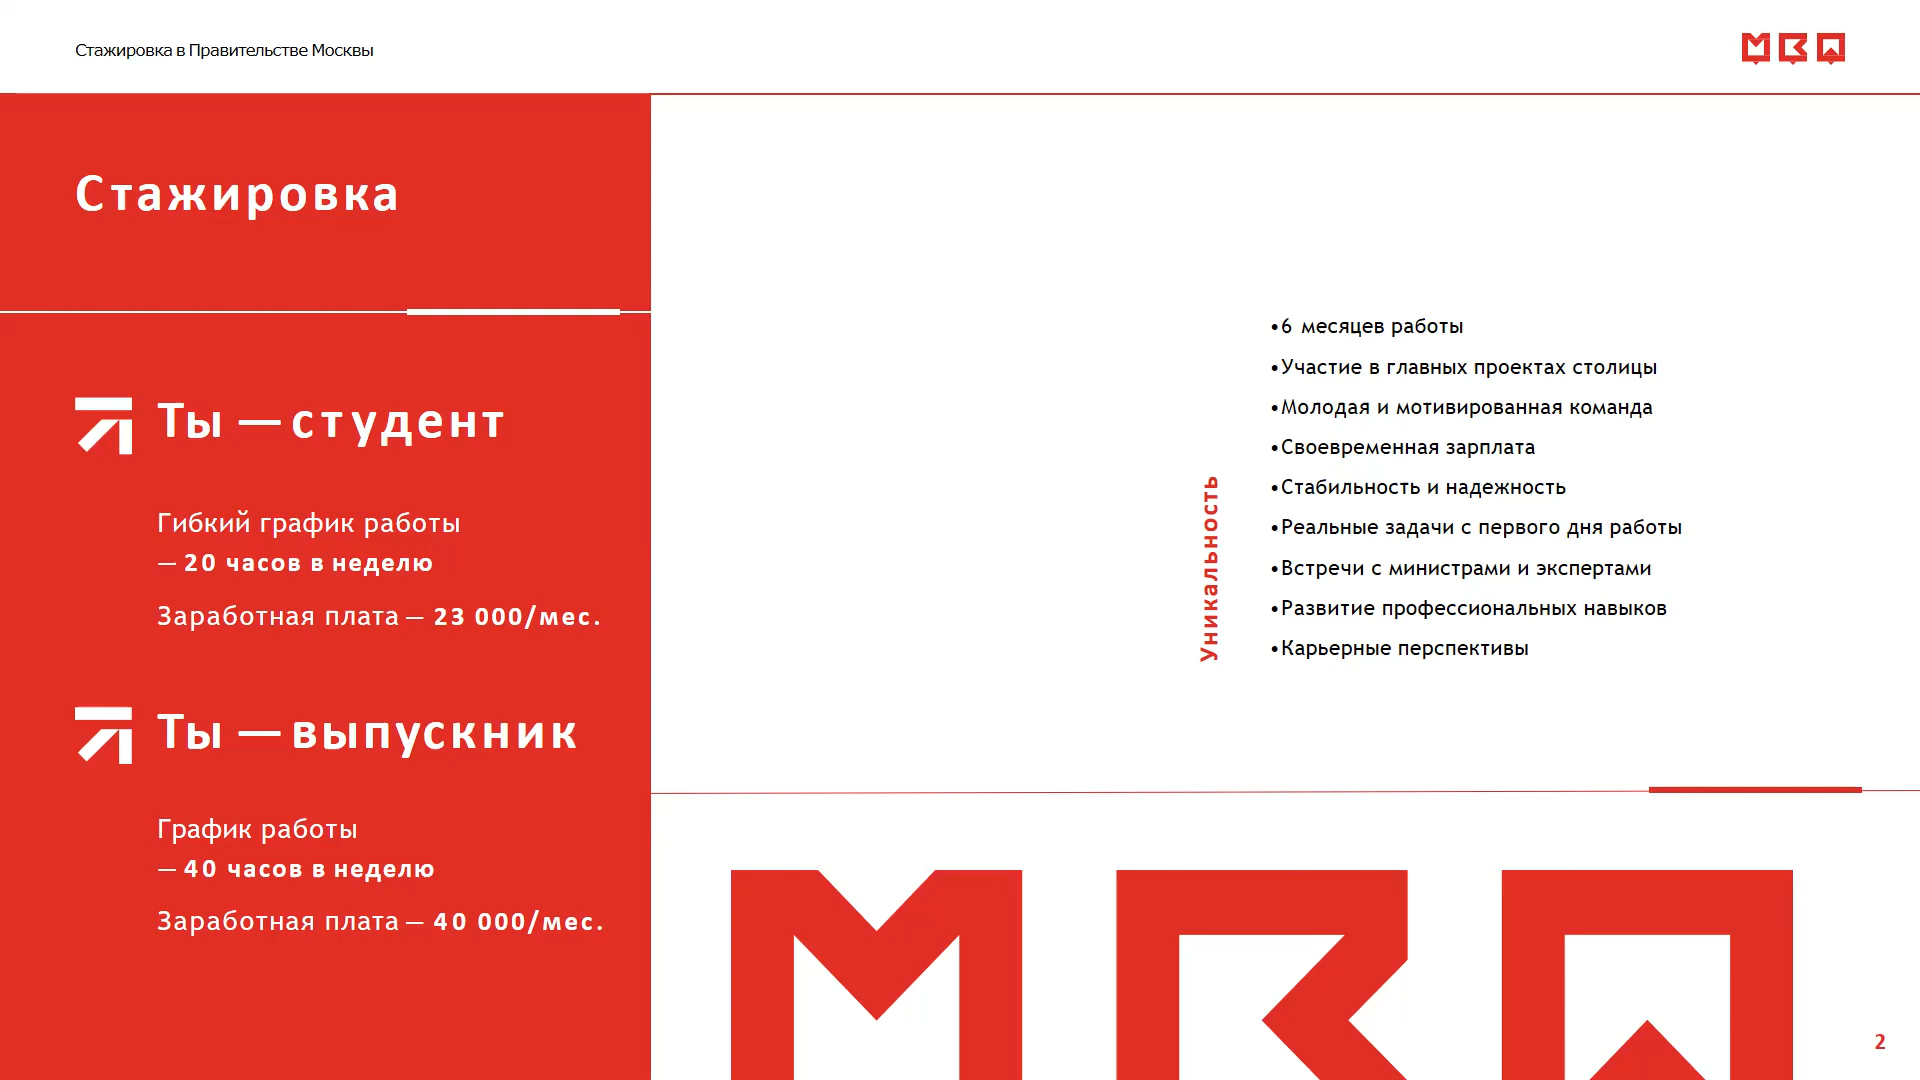 Стажировка в Правительстве Москвы
Стажировка
Ты — студент
Гибкий график работы
— 20 часов в неделю
Заработная плата — 23 000/мес.
Ты — выпускник
График работы
— 40 часов в неделю
Заработная плата — 40 000/мес.
Уникальность
•6 месяцев работы
•Участие в главных проектах столицы
•Молодая и мотивированная команда
•Своевременная зарплата
•Стабильность и надежность
•Реальные задачи с первого дня работы
•Встречи с министрами и экспертами
•Развитие профессиональных навыков
•Карьерные перспективы
2